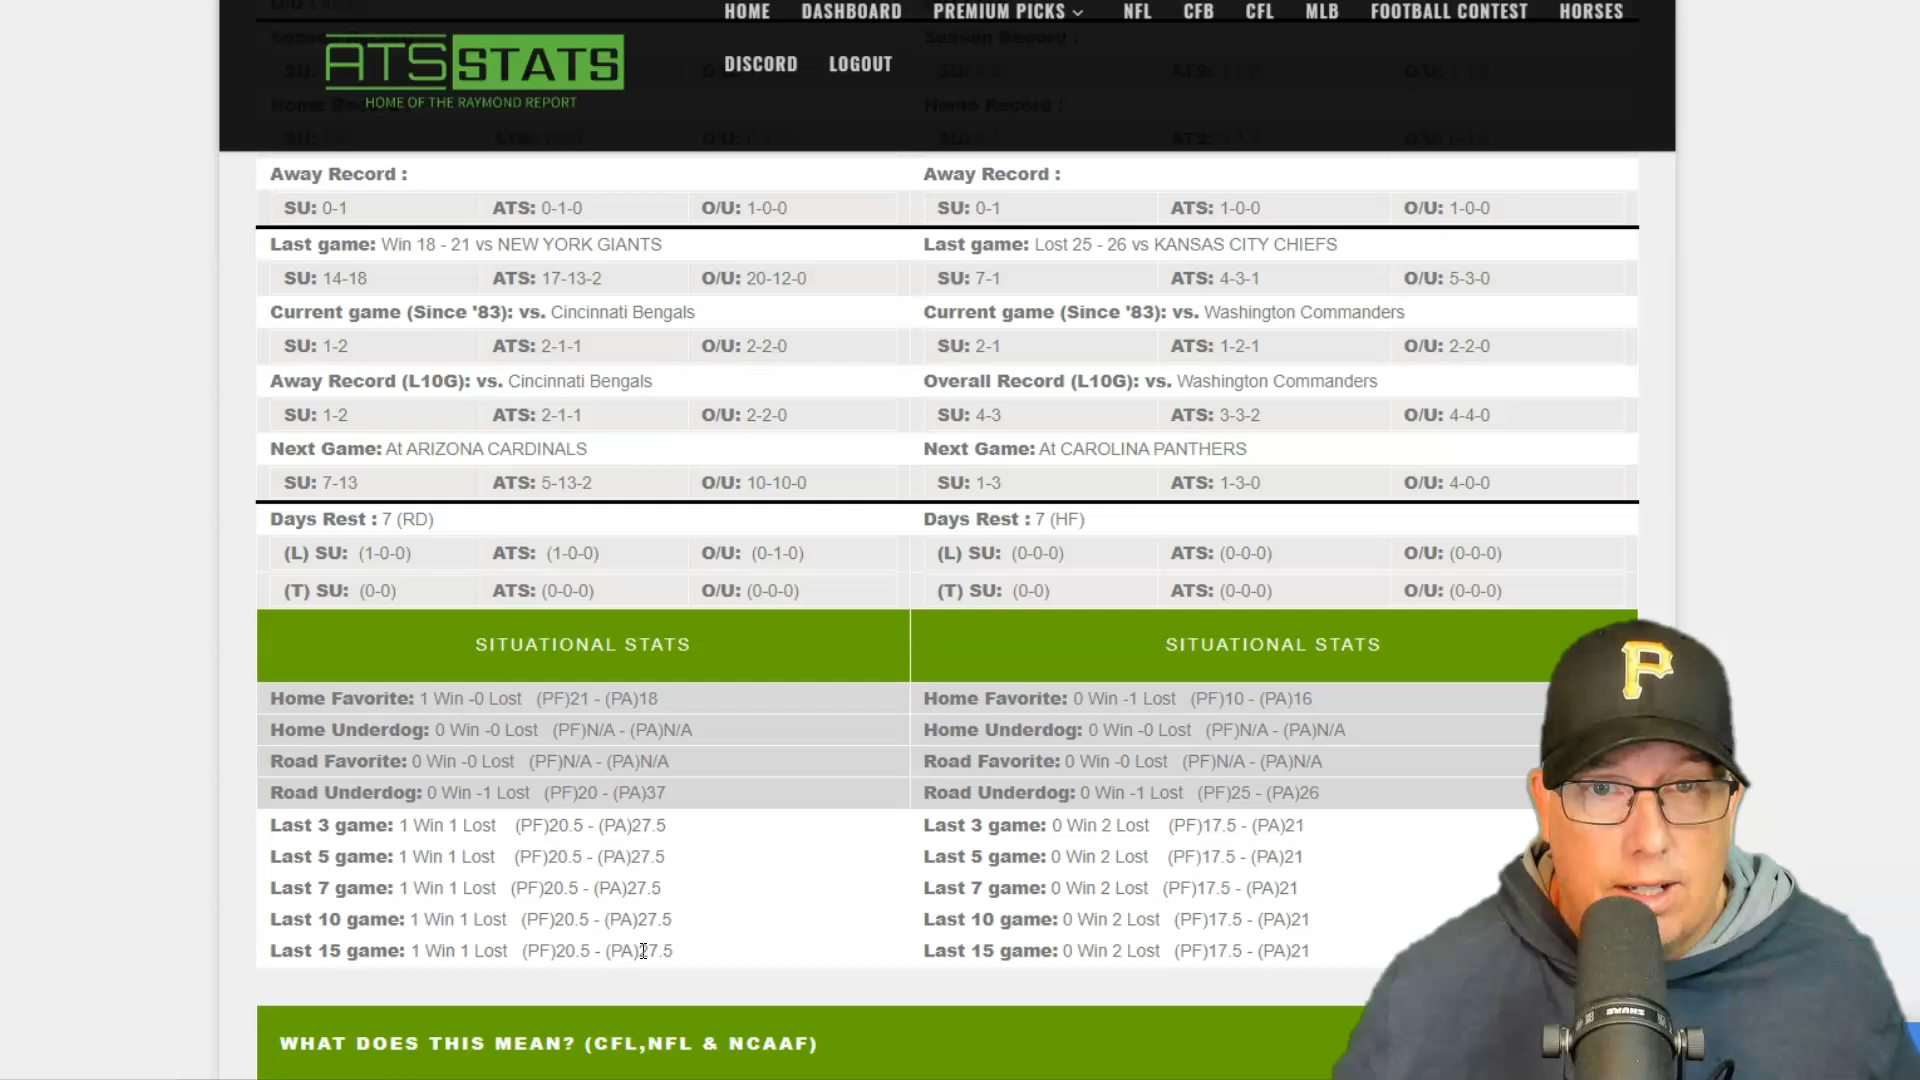 HOME DASHBOARD PREMIUM PICKS NFL CFB CFL MLB FOOTBALL CONTEST HORSES
ATS STATS
HOME OF THE RAYMOND REPORT
DISCORD LOGOUT
Season Record :
Home Record :
Away Record : Away Record :
SU: 0-1 ATS: 0-1-0 O/U: 1-0-0 SU: 0-1 ATS: 1-0-0 O/U: 1-0-0
Last game: Win 18 - 21 vs NEW YORK GIANTS Last game: Lost 25 - 26 vs KANSAS CITY CHIEFS
SU: 14-18 ATS: 17-13-2 O/U: 20-12-0 SU: 7-1 ATS: 4-3-1 O/U: 5-3-0
Current game (Since '83): vs. Cincinnati Bengals Current game (Since '83): vs. Washington Commanders
SU: 1-2 ATS: 2-1-1 O/U: 2-2-0 SU: 2-1 ATS: 1-2-1 O/U: 2-2-0
Away Record (L10G): vs. Cincinnati Bengals Overall Record (L10G): vs. Washington Commanders
SU: 1-2 ATS: 2-1-1 O/U: 2-2-0 SU: 4-3 ATS: 3-3-2 O/U: 4-4-0
Next Game: At ARIZONA CARDINALS Next Game: At CAROLINA PANTHERS
SU: 7-13 ATS: 5-13-2 O/U: 10-10-0 SU: 1-3 ATS: 1-3-0 O/U: 4-0-0
Days Rest : 7 (RD) Days Rest : 7 (HF)
(L) SU: (1-0-0) ATS: (1-0-0) O/U: (0-1-0) (L) SU: (0-0-0) ATS: (0-0-0) O/U: (0-0-0)
(T) SU: (0-0) ATS: (0-0-0) O/U: (0-0-0) (T) SU: (0-0) ATS: (0-0-0) O/U: (0-0-0)
SITUATIONAL STATS SITUATIONAL STATS
Home Favorite: 1 Win -0 Lost (PF)21 - (PA)18 Home Favorite: 0 Win -1 Lost (PF)10 - (PA)16
Home Underdog: 0 Win -0 Lost (PF)N/A - (PA)N/A Home Underdog: 0 Win -0 Lost (PF)N/A - (PA)N/A
Road Favorite: 0 Win -0 Lost (PF)N/A - (PA)N/A Road Favorite: 0 Win -0 Lost (PF)N/A - (PA)N/A
Road Underdog: 0 Win -1 Lost (PF)20 - (PA)37 Road Underdog: 0 Win -1 Lost (PF)25 - (PA)26
Last 3 game: 1 Win 1 Lost (PF)20.5 - (PA)27.5 Last 3 game: 0 Win 2 Lost (PF)17.5 - (PA)21
Last 5 game: 1 Win 1 Lost (PF)20.5 - (PA)27.5 Last 5 game: 0 Win 2 Lost (PF)17.5 - (PA)21
Last 7 game: 1 Win 1 Lost (PF)20.5 - (PA)27.5 Last 7 game: 0 Win 2 Lost (PF)17.5 - (PA)21
Last 10 game: 1 Win 1 Lost (PF)20.5 - (PA)27.5 Last 10 game: 0 Win 2 Lost (PF)17.5 - (PA)21
Last 15 game: 1 Win 1 Lost (PF)20.5 - (PA)27.5 Last 15 game: 0 Win 2 Lost (PF)17.5 - (PA)21
WHAT DOES THIS MEAN? (CFL,NFL & NCAAF)
P
SHURE